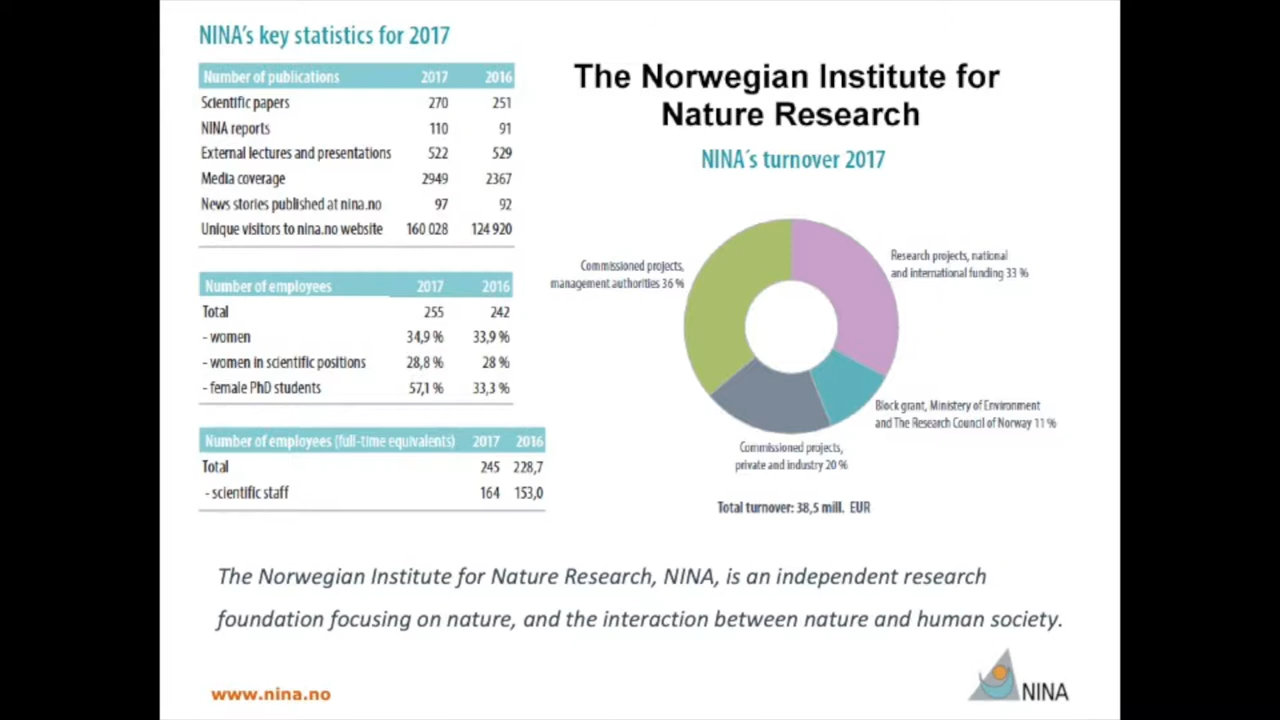 NINA's key statistics for 2017
Number of publications 2017 2016
Scientific papers 270 251
NINA reports 110 91
External lectures and presentations 522 529
Media coverage 2949 2367
News stories published at nina.no 97 92
Unique visitors to nina.no website 160 028 124 920
Number of employees 2017 2016
Total 255 242
- women 34,9 % 33,9 %
- women in scientific positions 28,8 % 28 %
- female PhD students 57,1 % 33,3 %
Number of employees (full-time equivalents) 2017 2016
Total 245 228,7
- scientific staff 164 153,0
The Norwegian Institute for
Nature Research
NINA´s turnover 2017
Commissioned projects,
management authorities 36 %
Research projects, national
and international funding 33 %
Block grant, Ministery of Environment
and The Research Council of Norway 11 %
Commissioned projects,
private and industry 20 %
Total turnover: 38,5 mill. EUR
The Norwegian Institute for Nature Research, NINA, is an independent research
foundation focusing on nature, and the interaction between nature and human society.
www.nina.no
NINA